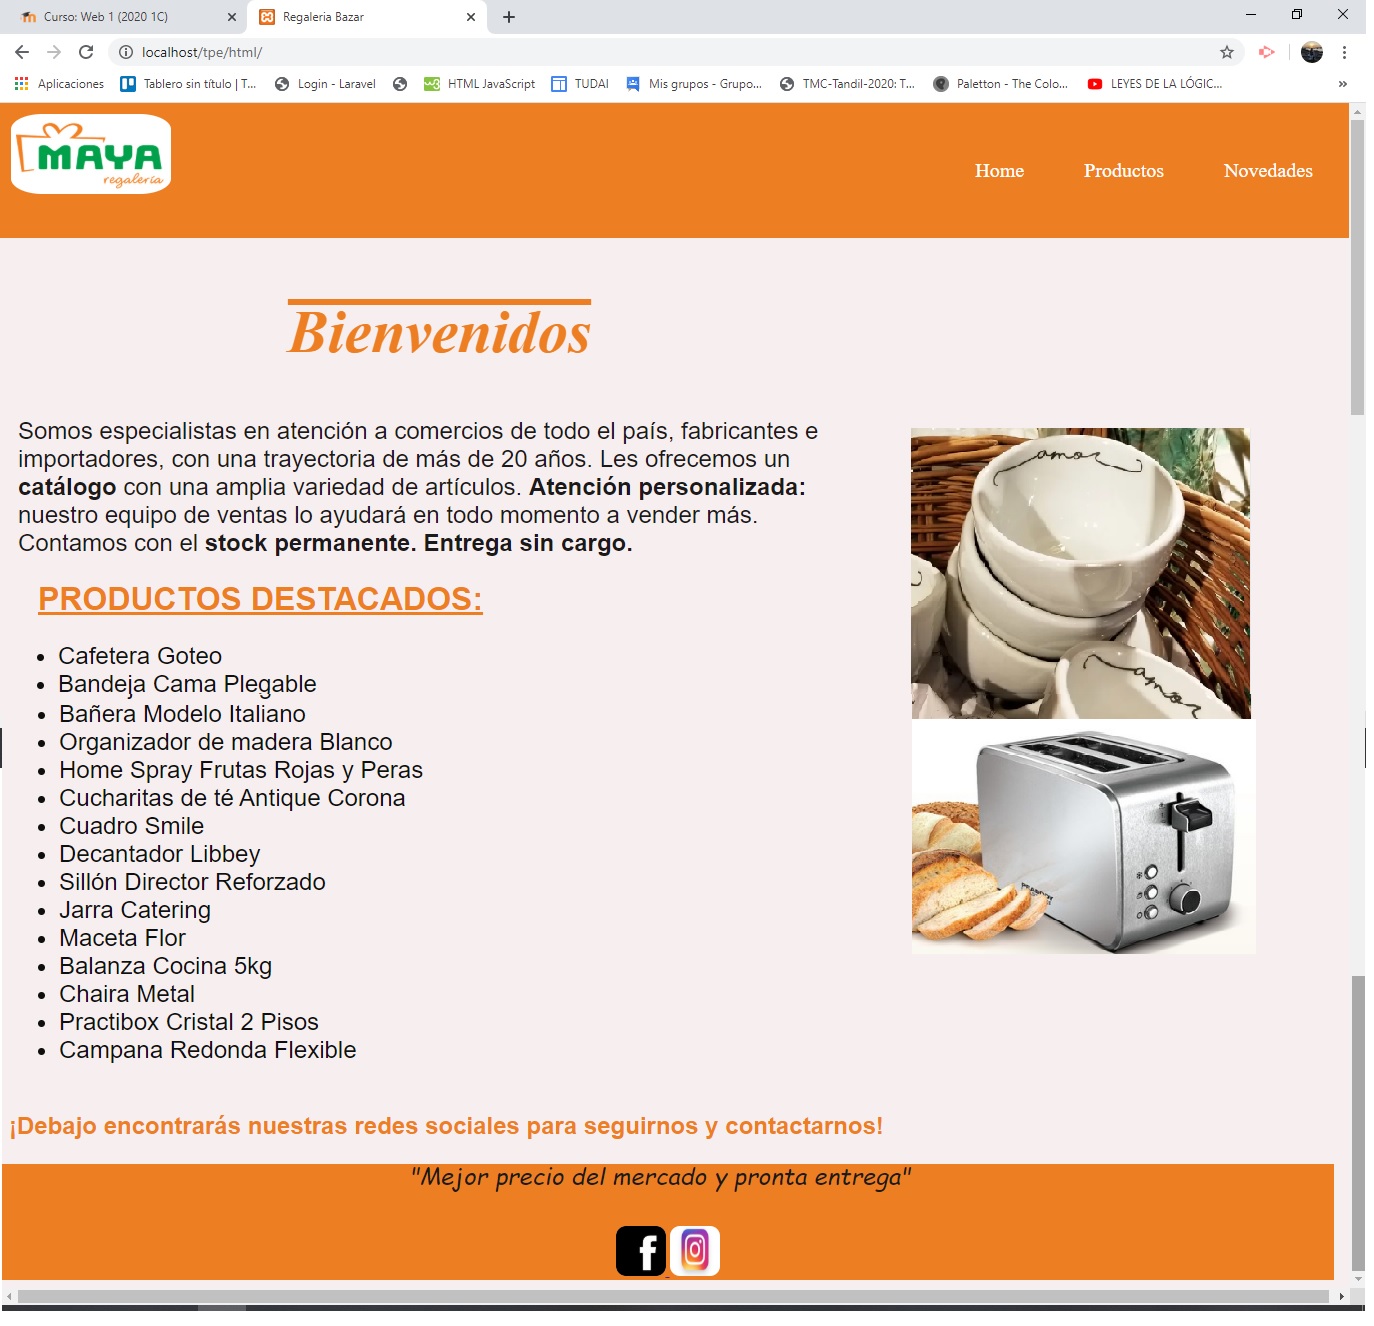 Curso: Web 1 (2020 1C)
Regaleria Bazar
localhost/tpe/html/
Aplicaciones
Tablero sin título | T...
Login - Laravel
HTML JavaScript
TUDAI
Mis grupos - Grupo...
TMC-Tandil-2020: T...
Paletton - The Colo...
LEYES DE LA LÓGIC...
MAYA
regalería
Home
Productos
Novedades
Bienvenidos
Somos especialistas en atención a comercios de todo el país, fabricantes e
importadores, con una trayectoria de más de 20 años. Les ofrecemos un
catálogo con una amplia variedad de artículos. Atención personalizada:
nuestro equipo de ventas lo ayudará en todo momento a vender más.
Contamos con el stock permanente. Entrega sin cargo.
amor
amor
PRODUCTOS DESTACADOS:
Cafetera Goteo
Bandeja Cama Plegable
Bañera Modelo Italiano
Organizador de madera Blanco
Home Spray Frutas Rojas y Peras
Cucharitas de té Antique Corona
Cuadro Smile
Decantador Libbey
Sillón Director Reforzado
Jarra Catering
Maceta Flor
Balanza Cocina 5kg
Chaira Metal
Practibox Cristal 2 Pisos
Campana Redonda Flexible
¡Debajo encontrarás nuestras redes sociales para seguirnos y contactarnos!
"Mejor precio del mercado y pronta entrega"